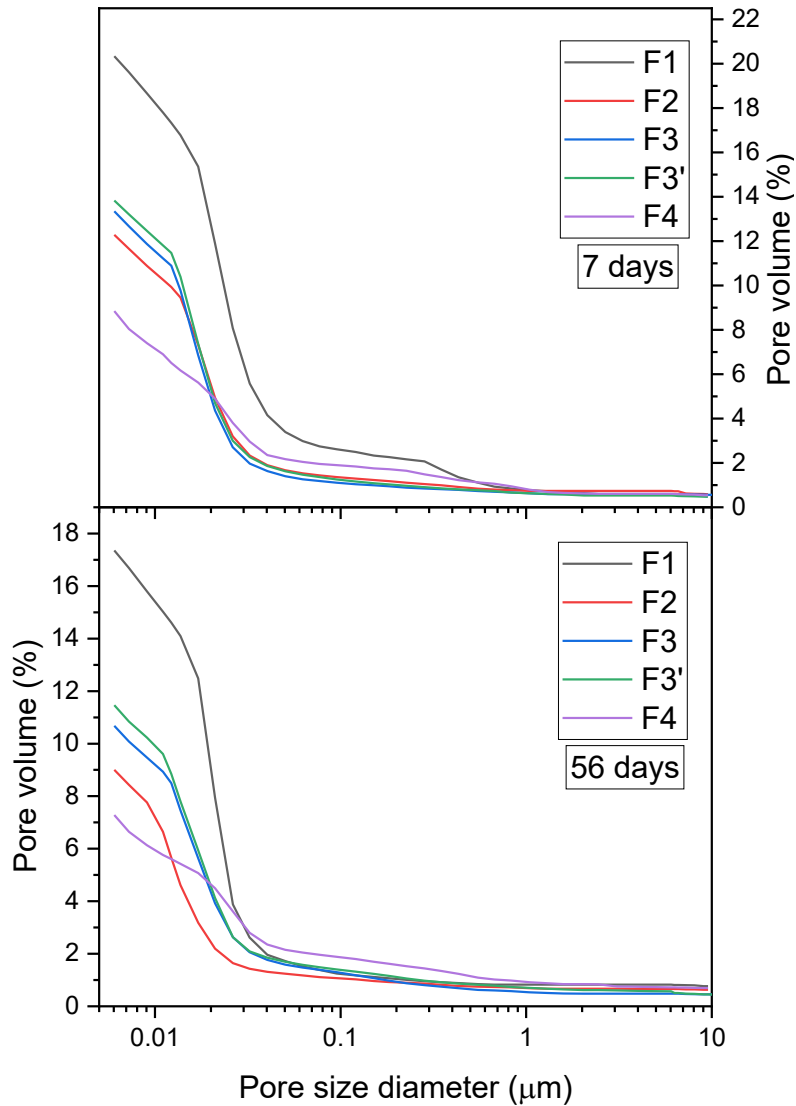 22
20
18
16
14
12
10
8
6
4
2
0
Pore volume (%)
F1
F2
F3
F3'
F4
7 days
18
16
14
12
10
8
6
4
2
0
Pore volume (%)
F1
F2
F3
F3'
F4
56 days
0.01 0.1 1 10
Pore size diameter (μm)